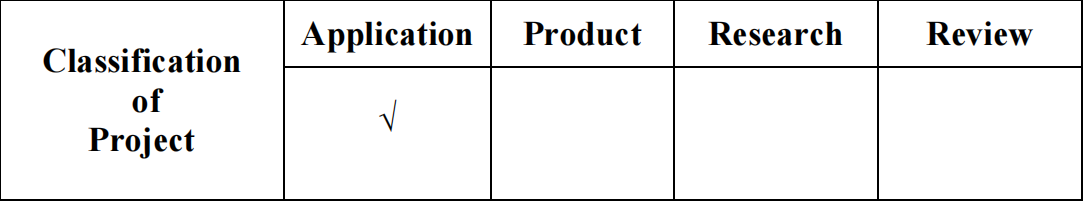 Classification
of
Project
Application Product Research Review
√